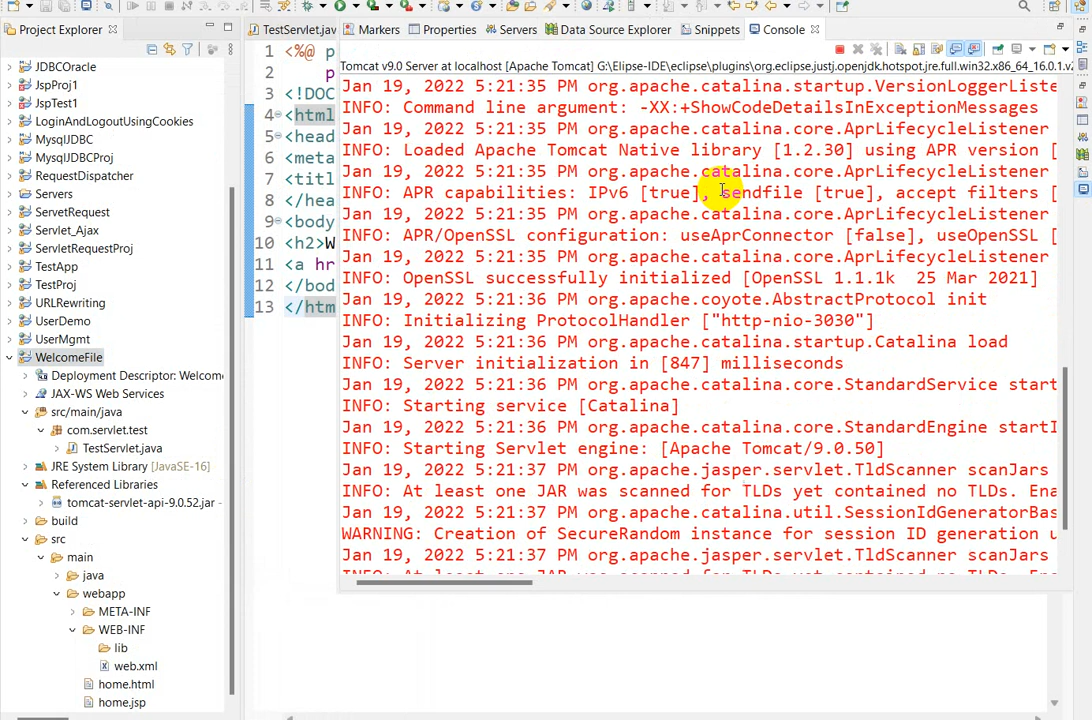 Project Explorer
TestServlet.jav
Markers
Properties
Servers
Data Source Explorer
Snippets
Console
Tomcat v9.0 Server at localhost [Apache Tomcat] G:\Elipse-IDE\eclipse\plugins\org.eclipse.justj.openjdk.hotspot.jre.full.win32.x86_64_16.0.1.v2
JDBCOracle
JspProj1
JspTest1
LoginAndLogoutUsingCookies
MysqlJDBC
MysqlJDBCProj
RequestDispatcher
Servers
ServetRequest
Servlet_Ajax
ServletRequestProj
TestApp
TestProj
URLRewriting
UserDemo
UserMgmt
WelcomeFile
Deployment Descriptor: Welcom
JAX-WS Web Services
src/main/java
com.servlet.test
TestServlet.java
JRE System Library [JavaSE-16]
Referenced Libraries
tomcat-servlet-api-9.0.52.jar
build
src
main
java
webapp
META-INF
WEB-INF
lib
web.xml
home.html
home.jsp
1 <%@ p
2 p
3 <!DOC
4 <html
5 <head
6 <meta
7 <titl
8 </hea
9 <body
10 <h2>W
11 <a hr
12 </bod
13 </htm
Jan 19, 2022 5:21:35 PM org.apache.catalina.startup.VersionLoggerListe
INFO: Command line argument: -XX:+ShowCodeDetailsInExceptionMessages
Jan 19, 2022 5:21:35 PM org.apache.catalina.core.AprLifecycleListener
INFO: Loaded Apache Tomcat Native library [1.2.30] using APR version [
Jan 19, 2022 5:21:35 PM org.apache.catalina.core.AprLifecycleListener
INFO: APR capabilities: IPv6 [true], sendfile [true], accept filters [
Jan 19, 2022 5:21:35 PM org.apache.catalina.core.AprLifecycleListener
INFO: APR/OpenSSL configuration: useAprConnector [false], useOpenSSL [
Jan 19, 2022 5:21:35 PM org.apache.catalina.core.AprLifecycleListener
INFO: OpenSSL successfully initialized [OpenSSL 1.1.1k  25 Mar 2021]
Jan 19, 2022 5:21:36 PM org.apache.coyote.AbstractProtocol init
INFO: Initializing ProtocolHandler ["http-nio-3030"]
Jan 19, 2022 5:21:36 PM org.apache.catalina.startup.Catalina load
INFO: Server initialization in [847] milliseconds
Jan 19, 2022 5:21:36 PM org.apache.catalina.core.StandardService start
INFO: Starting service [Catalina]
Jan 19, 2022 5:21:36 PM org.apache.catalina.core.StandardEngine startI
INFO: Starting Servlet engine: [Apache Tomcat/9.0.50]
Jan 19, 2022 5:21:37 PM org.apache.jasper.servlet.TldScanner scanJars
INFO: At least one JAR was scanned for TLDs yet contained no TLDs. Ena
Jan 19, 2022 5:21:37 PM org.apache.catalina.util.SessionIdGeneratorBas
WARNING: Creation of SecureRandom instance for session ID generation u
Jan 19, 2022 5:21:37 PM org.apache.jasper.servlet.TldScanner scanJars
INFO: At least one JAR was scanned for TLDs yet contained no TLDs. Ena